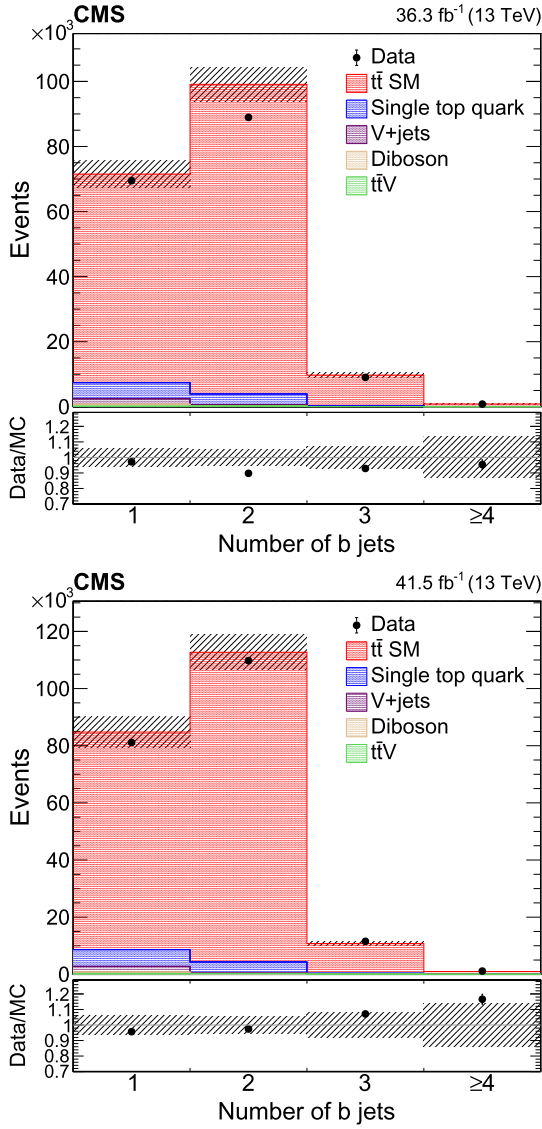 CMS 36.3 fb⁻¹ (13 TeV)
×10³
Events
100
80
60
40
20
0
Data
tt̄ SM
Single top quark
V+jets
Diboson
tt̄V
Data/MC
1.2
1.1
1
0.9
0.8
0.7
1 2 3 ≥4
Number of b jets
CMS 41.5 fb⁻¹ (13 TeV)
×10³
Events
120
100
80
60
40
20
0
Data
tt̄ SM
Single top quark
V+jets
Diboson
tt̄V
Data/MC
1.2
1.1
1
0.9
0.8
0.7
1 2 3 ≥4
Number of b jets